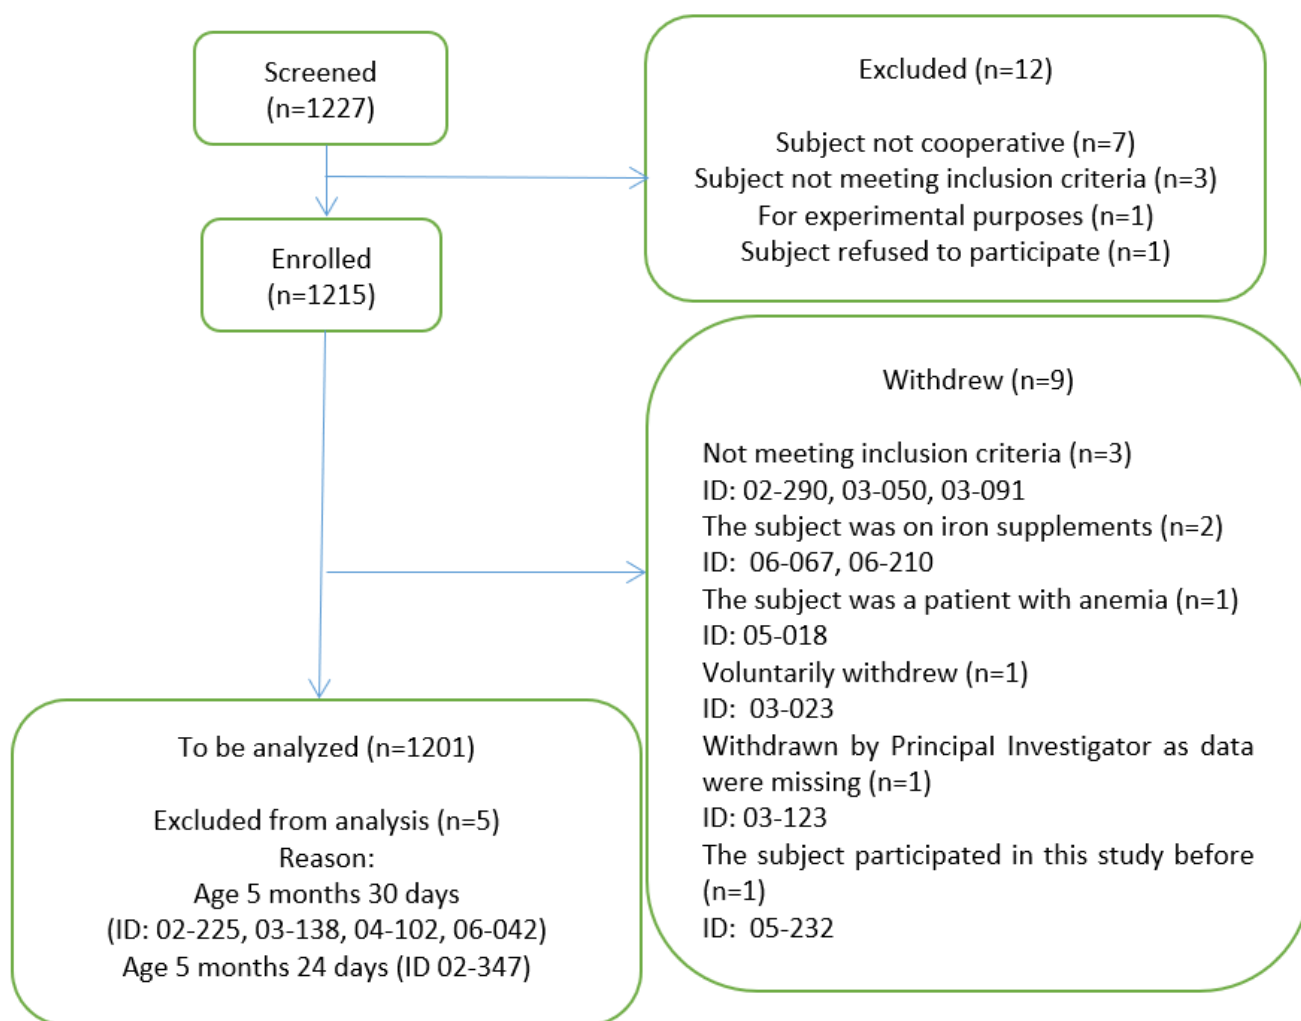 Screened
(n=1227)
Excluded (n=12)
Subject not cooperative (n=7)
Subject not meeting inclusion criteria (n=3)
For experimental purposes (n=1)
Subject refused to participate (n=1)
Enrolled
(n=1215)
Withdrew (n=9)
Not meeting inclusion criteria (n=3)
ID: 02-290, 03-050, 03-091
The subject was on iron supplements (n=2)
ID: 06-067, 06-210
The subject was a patient with anemia (n=1)
ID: 05-018
Voluntarily withdrew (n=1)
ID: 03-023
Withdrawn by Principal Investigator as data
were missing (n=1)
ID: 03-123
The subject participated in this study before
(n=1)
ID: 05-232
To be analyzed (n=1201)
Excluded from analysis (n=5)
Reason:
Age 5 months 30 days
(ID: 02-225, 03-138, 04-102, 06-042)
Age 5 months 24 days (ID 02-347)